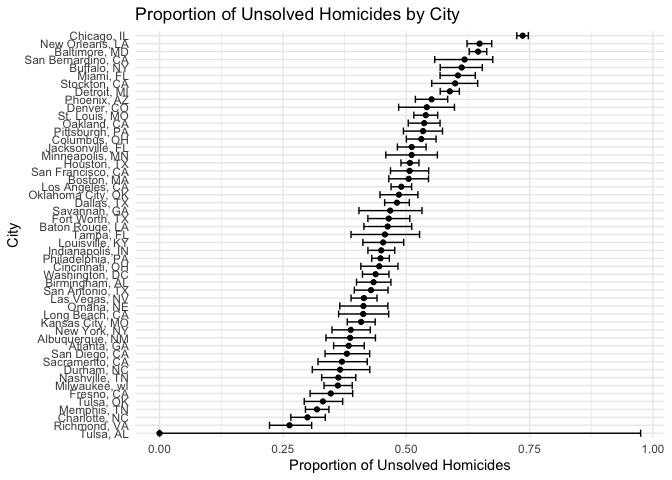 Proportion of Unsolved Homicides by City
City
Chicago, IL
New Orleans, LA
Baltimore, MD
San Bernardino, CA
Buffalo, NY
Miami, FL
Stockton, CA
Detroit, MI
Phoenix, AZ
Denver, CO
St. Louis, MO
Oakland, CA
Pittsburgh, PA
Columbus, OH
Jacksonville, FL
Minneapolis, MN
Houston, TX
San Francisco, CA
Boston, MA
Los Angeles, CA
Oklahoma City, OK
Dallas, TX
Savannah, GA
Fort Worth, TX
Baton Rouge, LA
Tampa, FL
Louisville, KY
Indianapolis, IN
Philadelphia, PA
Cincinnati, OH
Washington, DC
Birmingham, AL
San Antonio, TX
Las Vegas, NV
Omaha, NE
Long Beach, CA
Kansas City, MO
New York, NY
Albuquerque, NM
Atlanta, GA
San Diego, CA
Sacramento, CA
Durham, NC
Nashville, TN
Milwaukee, wI
Fresno, CA
Tulsa, OK
Memphis, TN
Charlotte, NC
Richmond, VA
Tulsa, AL
0.00 0.25 0.50 0.75 1.00
Proportion of Unsolved Homicides